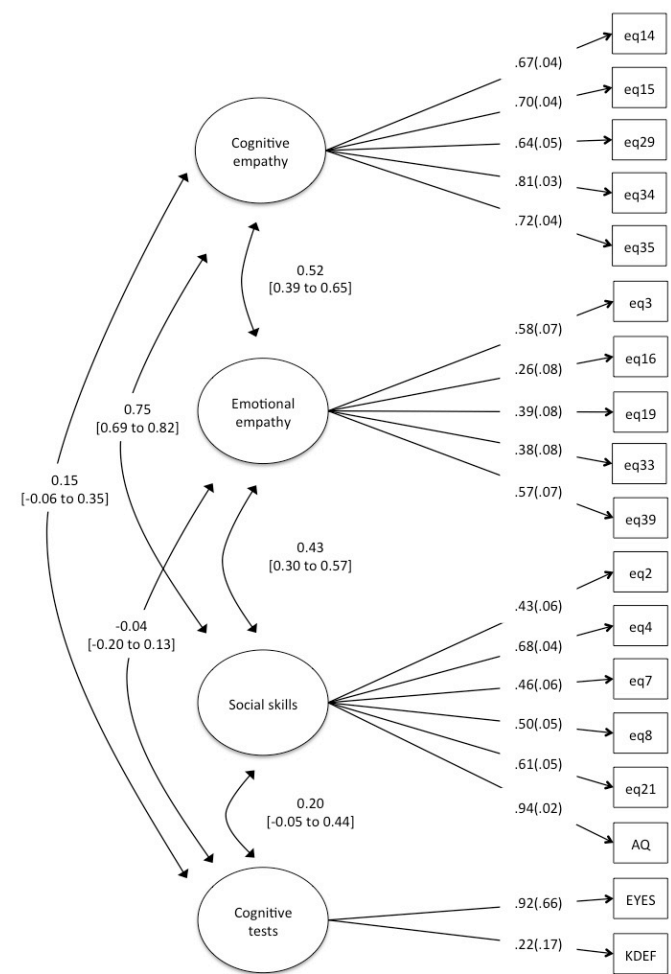 eq14
.67(.04)
eq15
.70(.04)
Cognitive
empathy
.64(.05)
eq29
.81(.03)
eq34
.72(.04)
eq35
0.52
[0.39 to 0.65]
eq3
.58(.07)
eq16
.26(.08)
Emotional
empathy
.39(.08)
eq19
.38(.08)
eq33
.57(.07)
eq39
0.75
[0.69 to 0.82]
0.15
[-0.06 to 0.35]
0.43
[0.30 to 0.57]
-0.04
[-0.20 to 0.13]
eq2
.43(.06)
eq4
.68(.04)
Social skills
.46(.06)
eq7
.50(.05)
eq8
.61(.05)
eq21
.94(.02)
AQ
0.20
[-0.05 to 0.44]
Cognitive
tests
.92(.66)
EYES
.22(.17)
KDEF